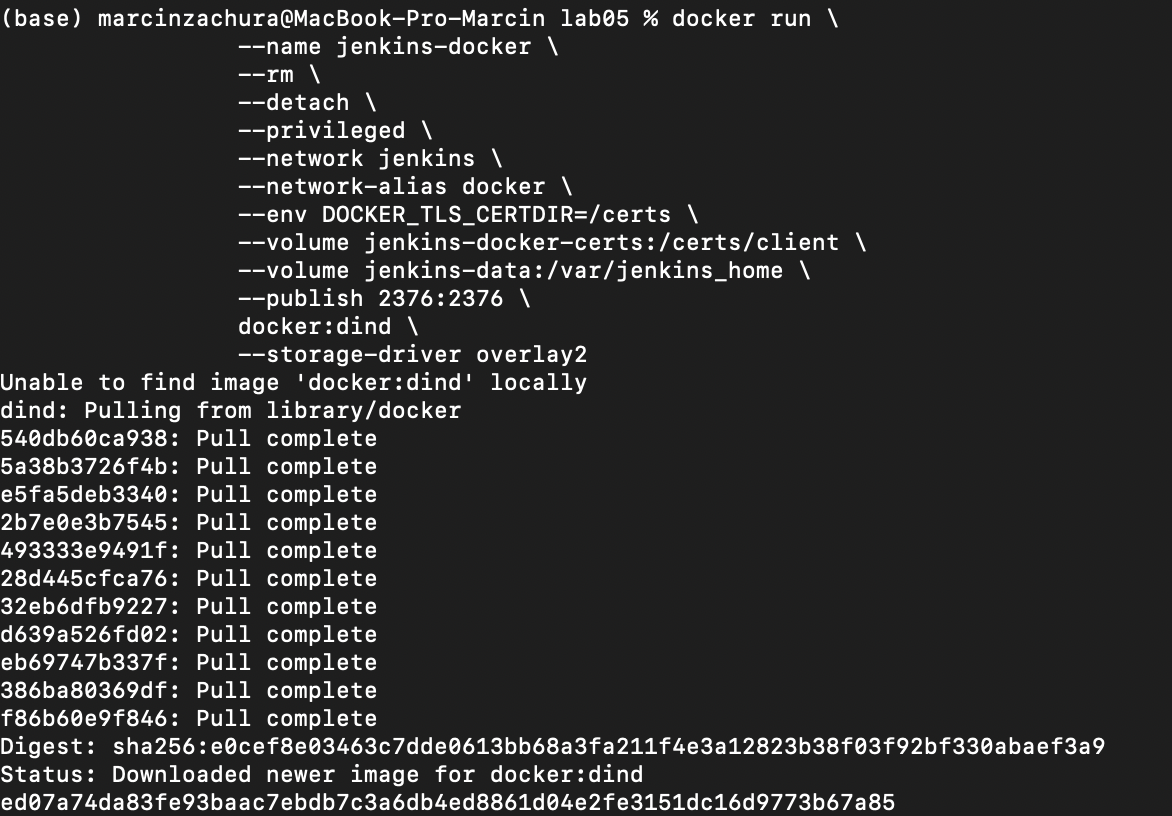 (base) marcinzachura@MacBook-Pro-Marcin lab05 % docker run \
--name jenkins-docker \
--rm \
--detach \
--privileged \
--network jenkins \
--network-alias docker \
--env DOCKER_TLS_CERTDIR=/certs \
--volume jenkins-docker-certs:/certs/client \
--volume jenkins-data:/var/jenkins_home \
--publish 2376:2376 \
docker:dind \
--storage-driver overlay2
Unable to find image 'docker:dind' locally
dind: Pulling from library/docker
540db60ca938: Pull complete
5a38b3726f4b: Pull complete
e5fa5deb3340: Pull complete
2b7e0e3b7545: Pull complete
493333e9491f: Pull complete
28d445cfca76: Pull complete
32eb6dfb9227: Pull complete
d639a526fd02: Pull complete
eb69747b337f: Pull complete
386ba80369df: Pull complete
f86b60e9f846: Pull complete
Digest: sha256:e0cef8e03463c7dde0613bb68a3fa211f4e3a12823b38f03f92bf330abaef3a9
Status: Downloaded newer image for docker:dind
ed07a74da83fe93baac7ebdb7c3a6db4ed8861d04e2fe3151dc16d9773b67a85